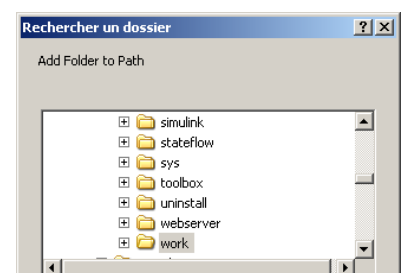 Rechercher un dossier
Add Folder to Path
simulink
stateflow
sys
toolbox
uninstall
webserver
work